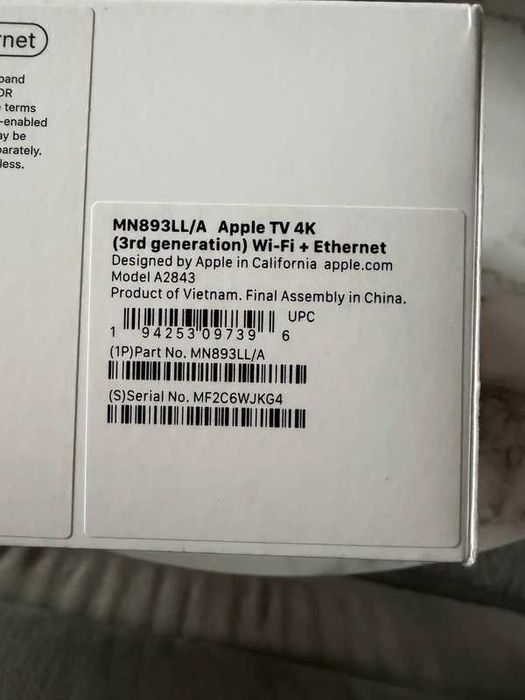 rnet
band
OR
terms
-enabled
ay be
parately.
less.
MN893LL/A Apple TV 4K
(3rd generation) Wi-Fi + Ethernet
Designed by Apple in California apple.com
Model A2843
Product of Vietnam. Final Assembly in China.
UPC
1 94253 09739 6
(1P)Part No. MN893LL/A
(S)Serial No. MF2C6WJKG4